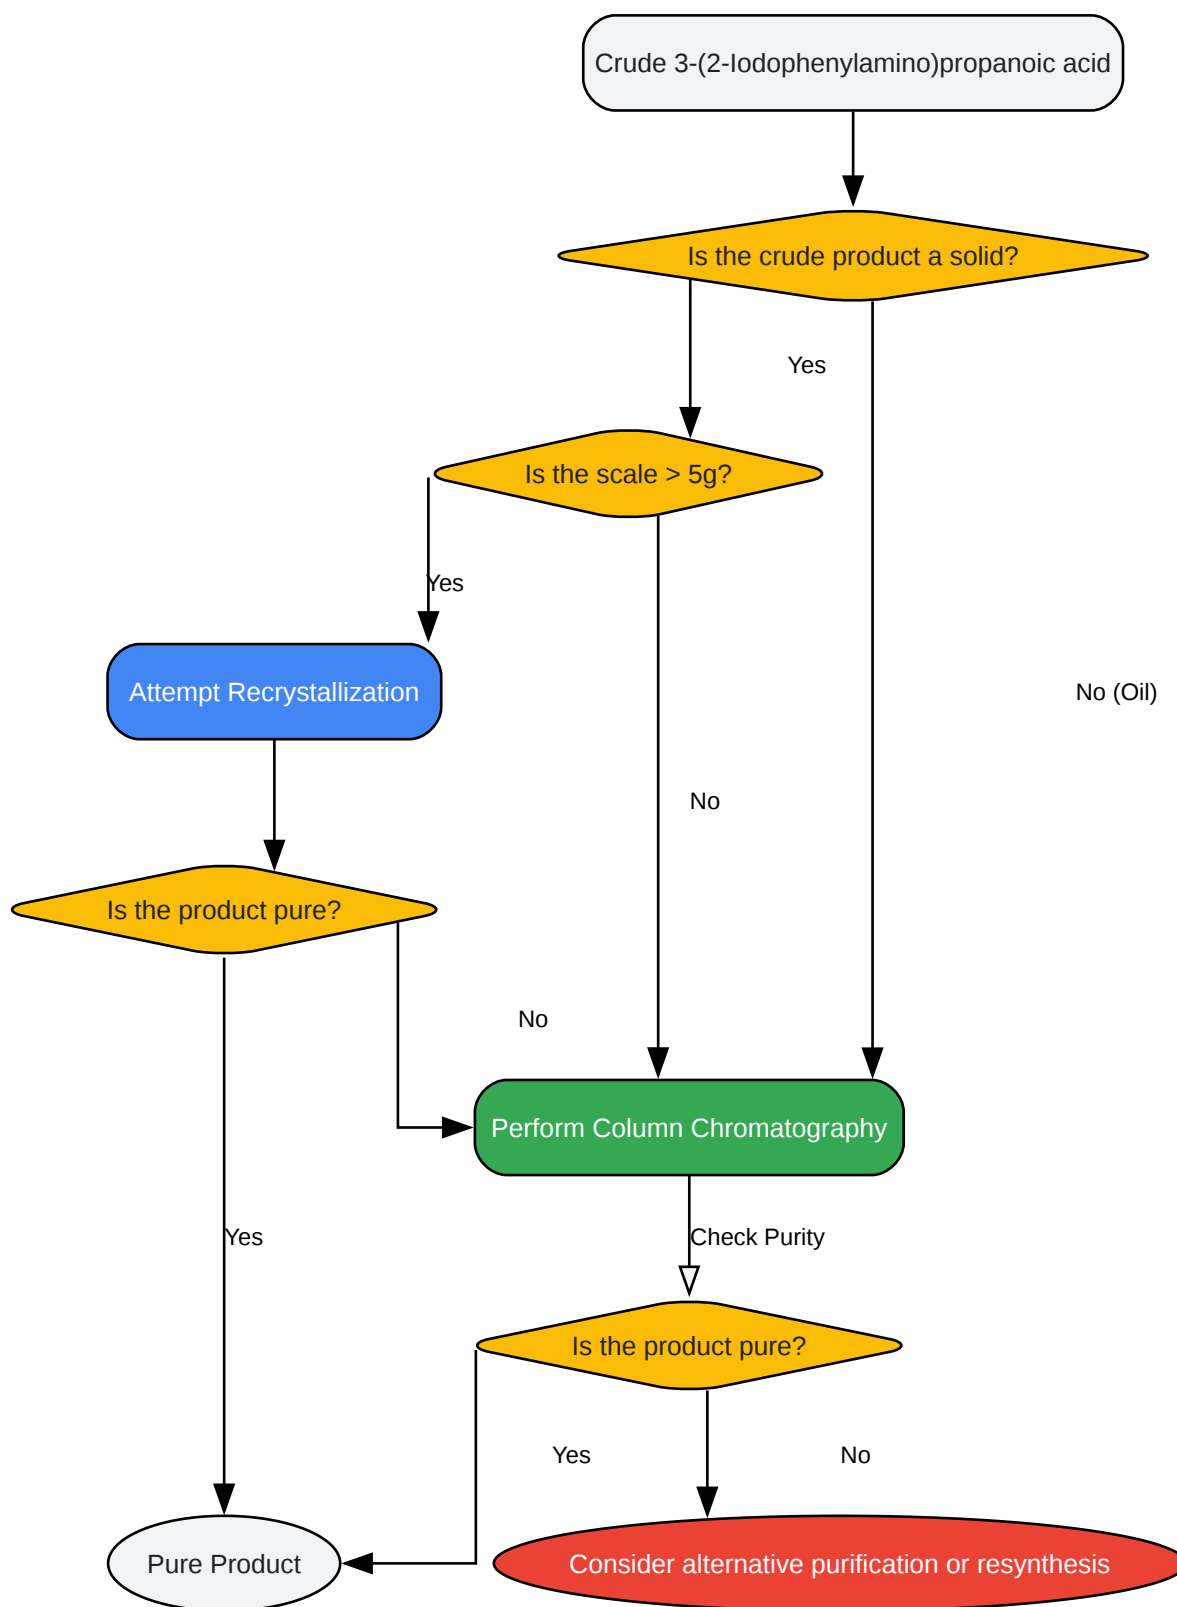 Crude 3-(2-Iodophenylamino)propanoic acid
Is the crude product a solid?
Yes
Is the scale > 5g?
Yes
Attempt Recrystallization
No (Oil)
No
Is the product pure?
No
Perform Column Chromatography
Yes
Check Purity
Is the product pure?
Yes
No
Pure Product
Consider alternative purification or resynthesis